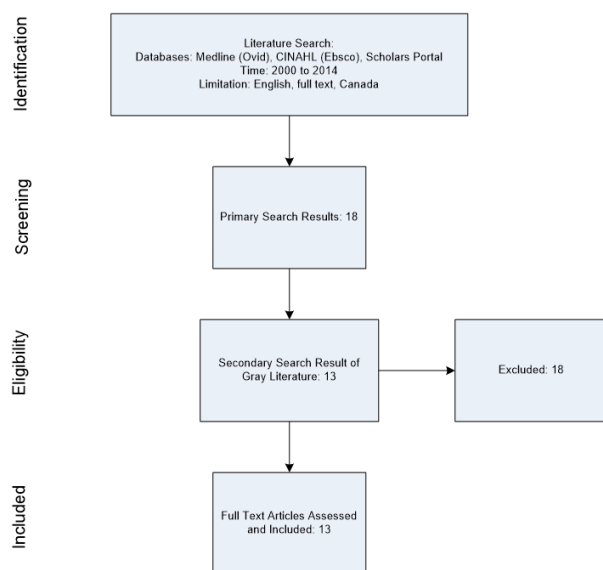 Identification
Literature Search:
Databases: Medline (Ovid), CINAHL (Ebsco), Scholars Portal
Time: 2000 to 2014
Limitation: English, full text, Canada
Screening
Primary Search Results: 18
Eligibility
Secondary Search Result of
Gray Literature: 13
Excluded: 18
Included
Full Text Articles Assessed
and Included: 13